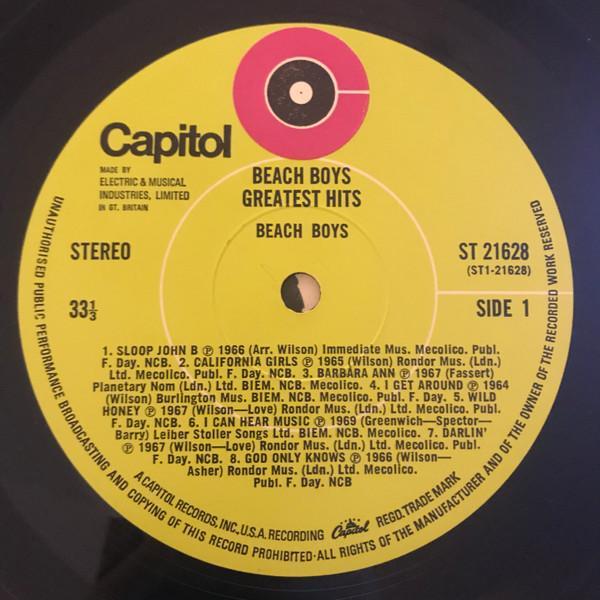 Capitol
MADE BY
ELECTRIC & MUSICAL
INDUSTRIES, LIMITED
IN GT. BRITAIN
BEACH BOYS
GREATEST HITS
BEACH BOYS
STEREO
ST 21628
(ST1-21628)
33⅓
SIDE 1
1. SLOOP JOHN B ℗ 1966 (Arr. Wilson) Immediate Mus. Mecolico. Publ.
F. Day. NCB. 2. CALIFORNIA GIRLS ℗ 1965 (Wilson) Rondor Mus. (Ldn.)
Ltd. Mecolico. Publ. F. Day. NCB. 3. BARBARA ANN ℗ 1967 (Fassert)
Planetary Nom (Ldn.) Ltd. BIEM. NCB. Mecolico. 4. I GET AROUND ℗ 1964
(Wilson) Burlington Mus. BIEM. NCB. Mecolico. 5. WILD
HONEY ℗ 1967 (Wilson—Love) Rondor Mus. (Ldn.) Ltd. Mecolico. Publ.
F. Day. NCB. 6. I CAN HEAR MUSIC ℗ 1969 (Greenwich—Spector—
Barry) Leiber Stoller Songs Ltd. BIEM. NCB. Mecolico. 7. DARLIN'
℗ 1967 (Wilson—Love) Rondor Mus. (Ldn.) Ltd. Mecolico. Publ.
F. Day. NCB. 8. GOD ONLY KNOWS ℗ 1966 (Wilson—
Asher) Rondor Mus. (Ldn.) Ltd. Mecolico.
Publ. F. Day. NCB
A CAPITOL RECORDS, INC., U.S.A. RECORDING Capitol REGD. TRADE MARK
UNAUTHORISED PUBLIC PERFORMANCE BROADCASTING AND COPYING OF THIS RECORD PROHIBITED·ALL RIGHTS OF THE MANUFACTURER AND OF THE OWNER OF THE RECORDED WORK RESERVED